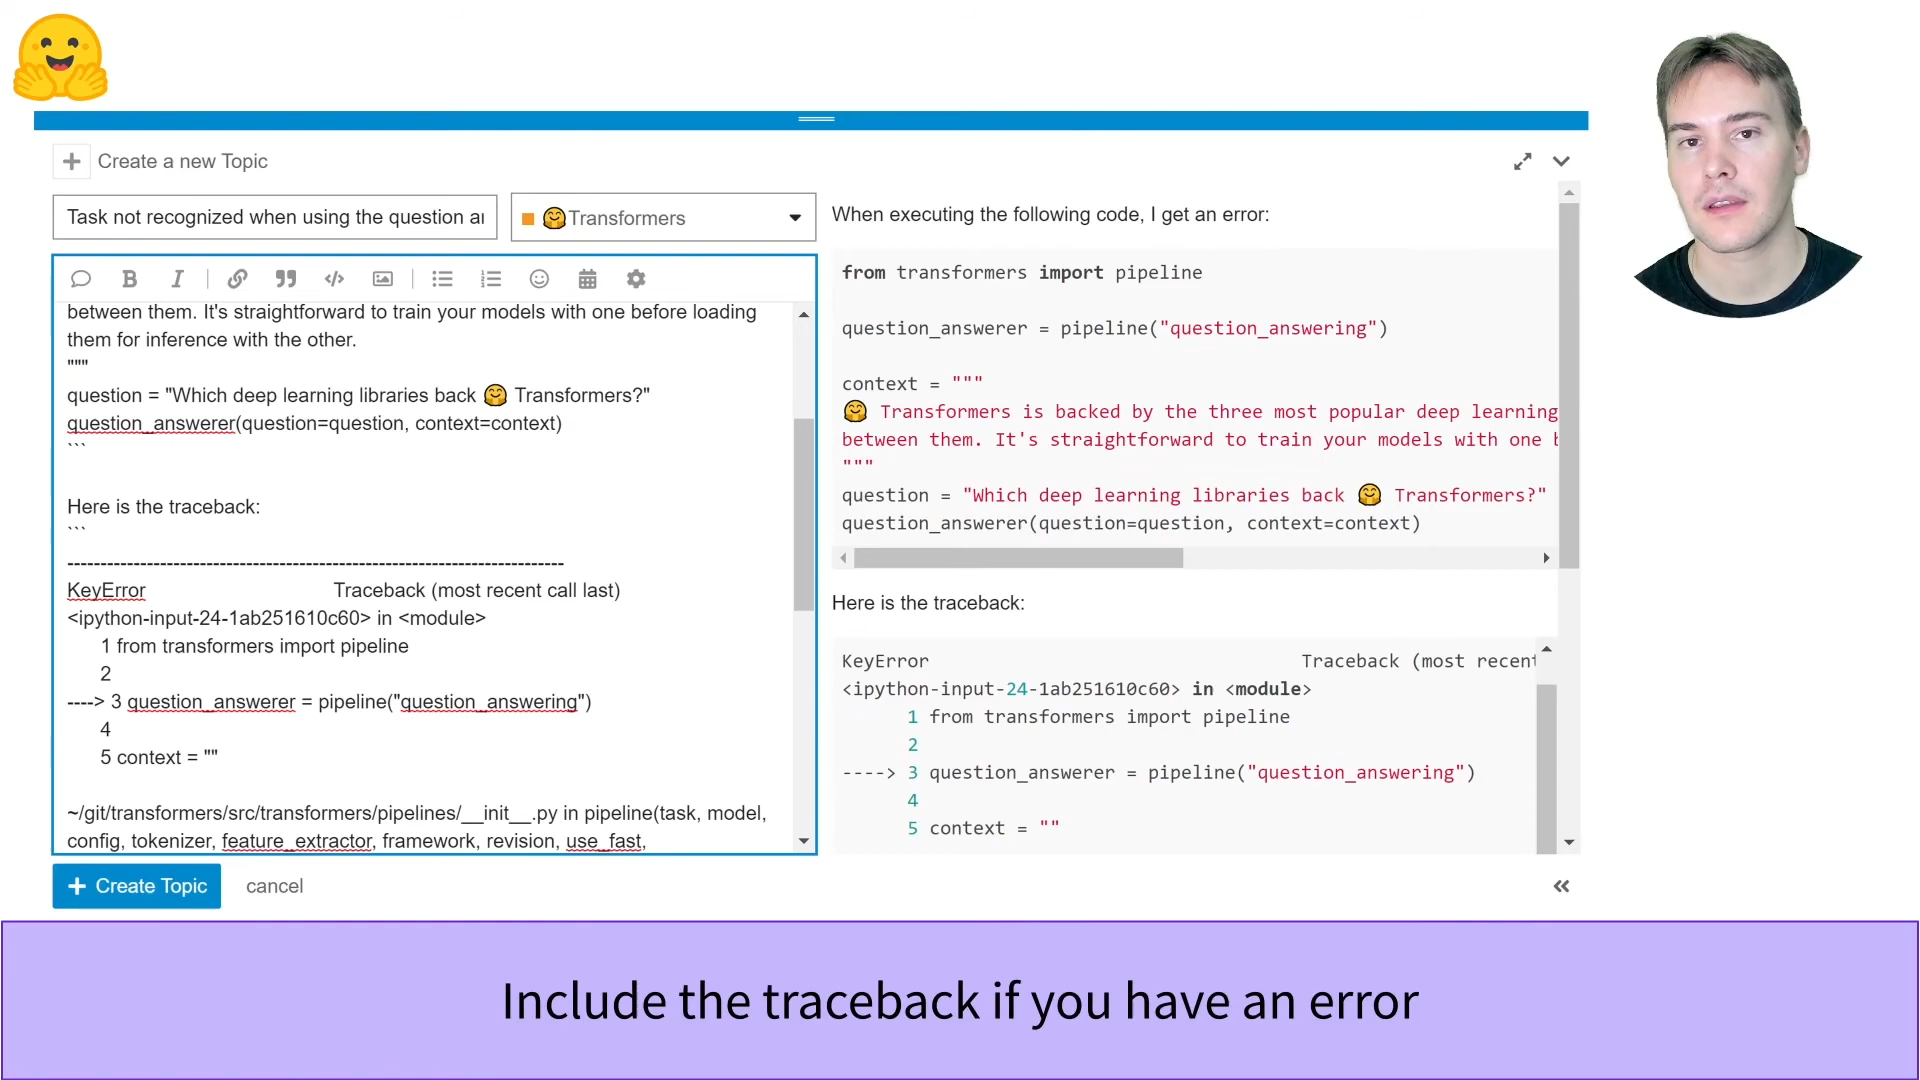 Create a new Topic
Task not recognized when using the question
Transformers
between them. It's straightforward to train your models with one before loading
them for inference with the other.
"""
question = "Which deep learning libraries back 🤗 Transformers?"
question_answerer(question=question, context=context)
```
Here is the traceback:
```
---------------------------------------------------------------------------
KeyError Traceback (most recent call last)
<ipython-input-24-1ab251610c60> in <module>
1 from transformers import pipeline
2
----> 3 question_answerer = pipeline("question_answering")
4
5 context = ""
~/git/transformers/src/transformers/pipelines/__init__.py in pipeline(task, model,
config, tokenizer, feature_extractor, framework, revision, use_fast,
Create Topic
cancel
When executing the following code, I get an error:
from transformers import pipeline
question_answerer = pipeline("question_answering")
context = """
🤗 Transformers is backed by the three most popular deep learning
between them. It's straightforward to train your models with one
"""
question = "Which deep learning libraries back 🤗 Transformers?"
question_answerer(question=question, context=context)
Here is the traceback:
KeyError Traceback (most recent
<ipython-input-24-1ab251610c60> in <module>
1 from transformers import pipeline
2
----> 3 question_answerer = pipeline("question_answering")
4
5 context = ""
Include the traceback if you have an error